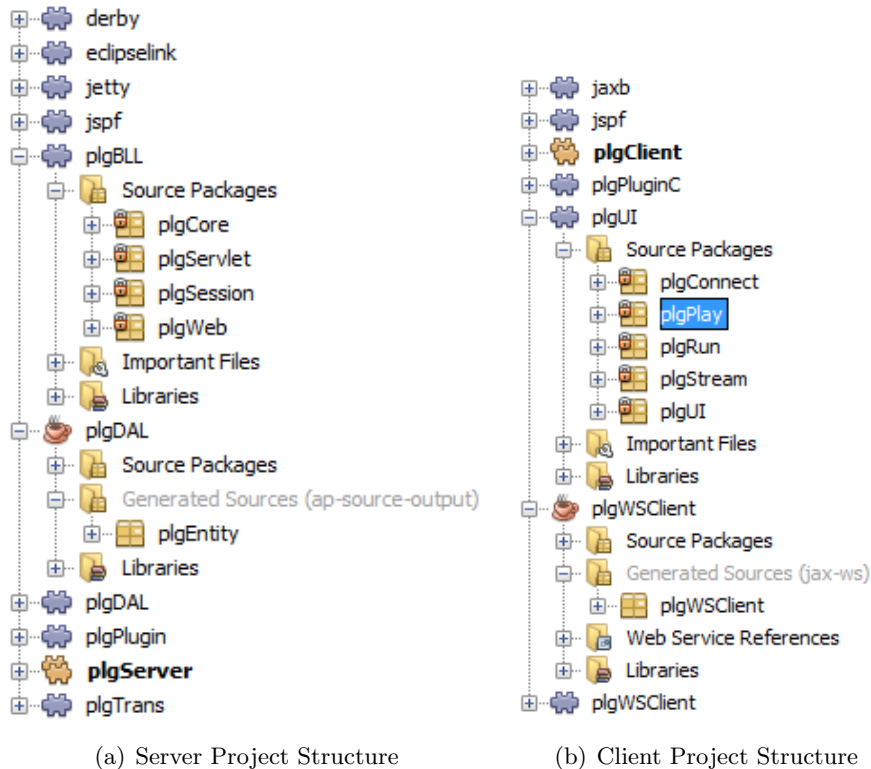 derby
eclipselink
jetty
jspf
plgBLL
Source Packages
plgCore
plgServlet
plgSession
plgWeb
Important Files
Libraries
plgDAL
Source Packages
Generated Sources (ap-source-output)
plgEntity
Libraries
plgDAL
plgPlugin
plgServer
plgTrans
(a) Server Project Structure
jaxb
jspf
plgClient
plgPluginC
plgUI
Source Packages
plgConnect
plgPlay
plgRun
plgStream
plgUI
Important Files
Libraries
plgWSClient
Source Packages
Generated Sources (jax-ws)
plgWSClient
Web Service References
Libraries
plgWSClient
(b) Client Project Structure